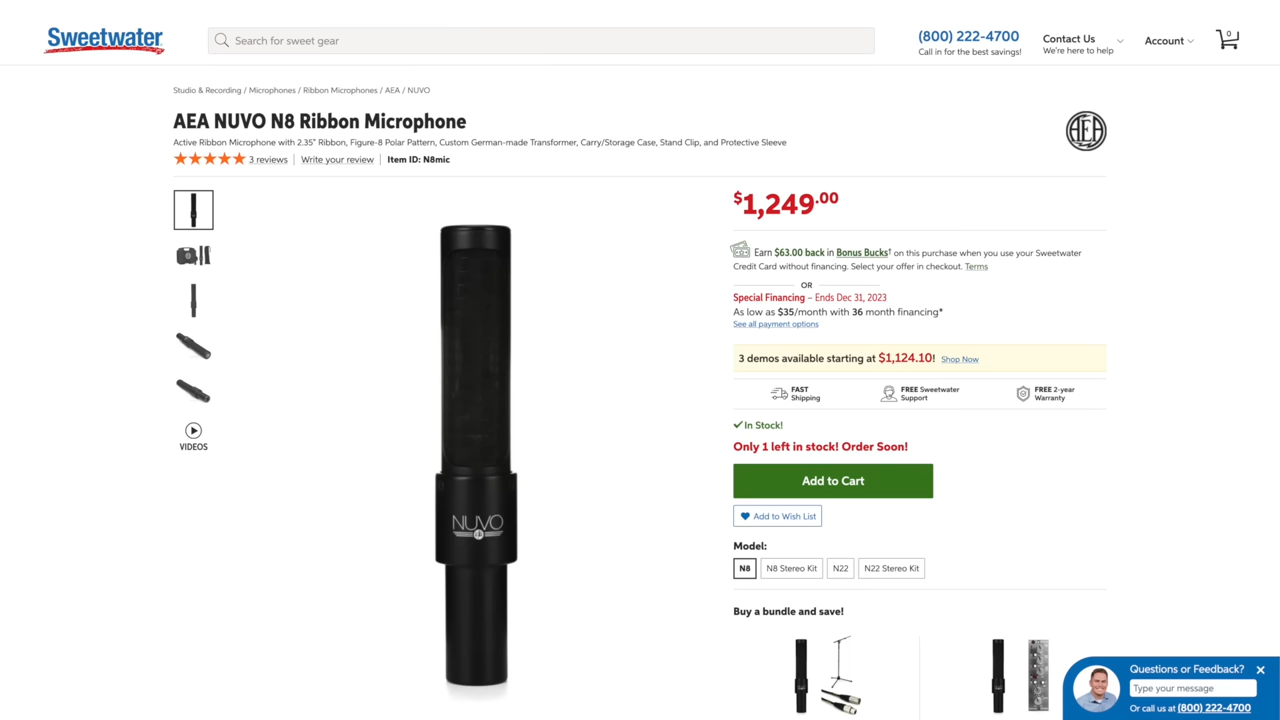 Sweetwater
Search for sweet gear
(800) 222-4700
Call in for the best savings!
Contact Us
We're here to help
Account
0
Studio & Recording / Microphones / Ribbon Microphones / AEA / NUVO
AEA NUVO N8 Ribbon Microphone
Active Ribbon Microphone with 2.35" Ribbon, Figure-8 Polar Pattern, Custom German-made Transformer, Carry/Storage Case, Stand Clip, and Protective Sleeve
3 reviews | Write your review | Item ID: N8mic
AEA
VIDEOS
NUVO
$1,249.00
Earn $63.00 back in Bonus Bucks† on this purchase when you use your Sweetwater
Credit Card without financing. Select your offer in checkout. Terms
OR
Special Financing – Ends Dec 31, 2023
As low as $35/month with 36 month financing*
See all payment options
3 demos available starting at $1,124.10! Shop Now
FAST
Shipping
FREE Sweetwater
Support
FREE 2-year
Warranty
In Stock!
Only 1 left in stock! Order Soon!
Add to Cart
Add to Wish List
Model:
N8
N8 Stereo Kit
N22
N22 Stereo Kit
Buy a bundle and save!
Questions or Feedback?
Type your message
Or call us at (800) 222-4700